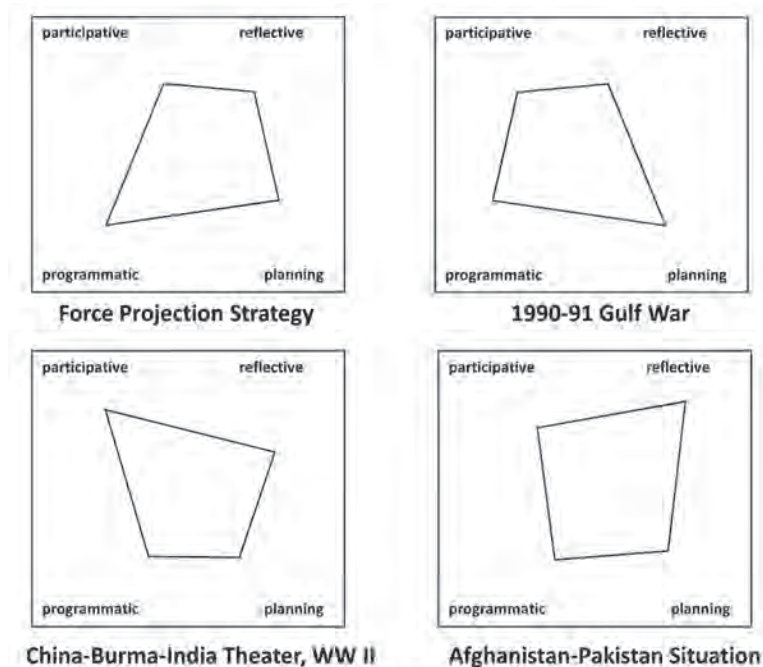 participative reflective
programmatic planning
Force Projection Strategy
participative reflective
programmatic planning
1990-91 Gulf War
participative reflective
programmatic planning
China-Burma-India Theater, WW II
participative reflective
programmatic planning
Afghanistan-Pakistan Situation